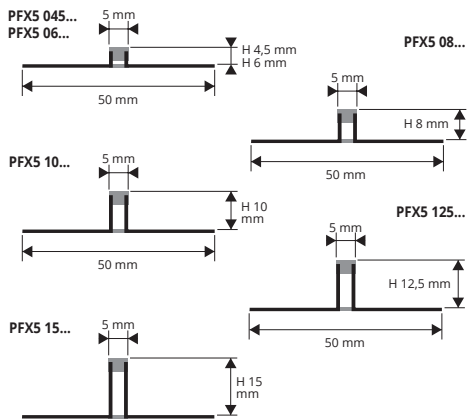 PFX5 045...
PFX5 06...
5 mm
H 4,5 mm
H 6 mm
50 mm
PFX5 08...
5 mm
H 8 mm
50 mm
PFX5 10...
5 mm
H 10
mm
50 mm
PFX5 125...
5 mm
H 12,5 mm
50 mm
PFX5 15...
5 mm
H 15
mm